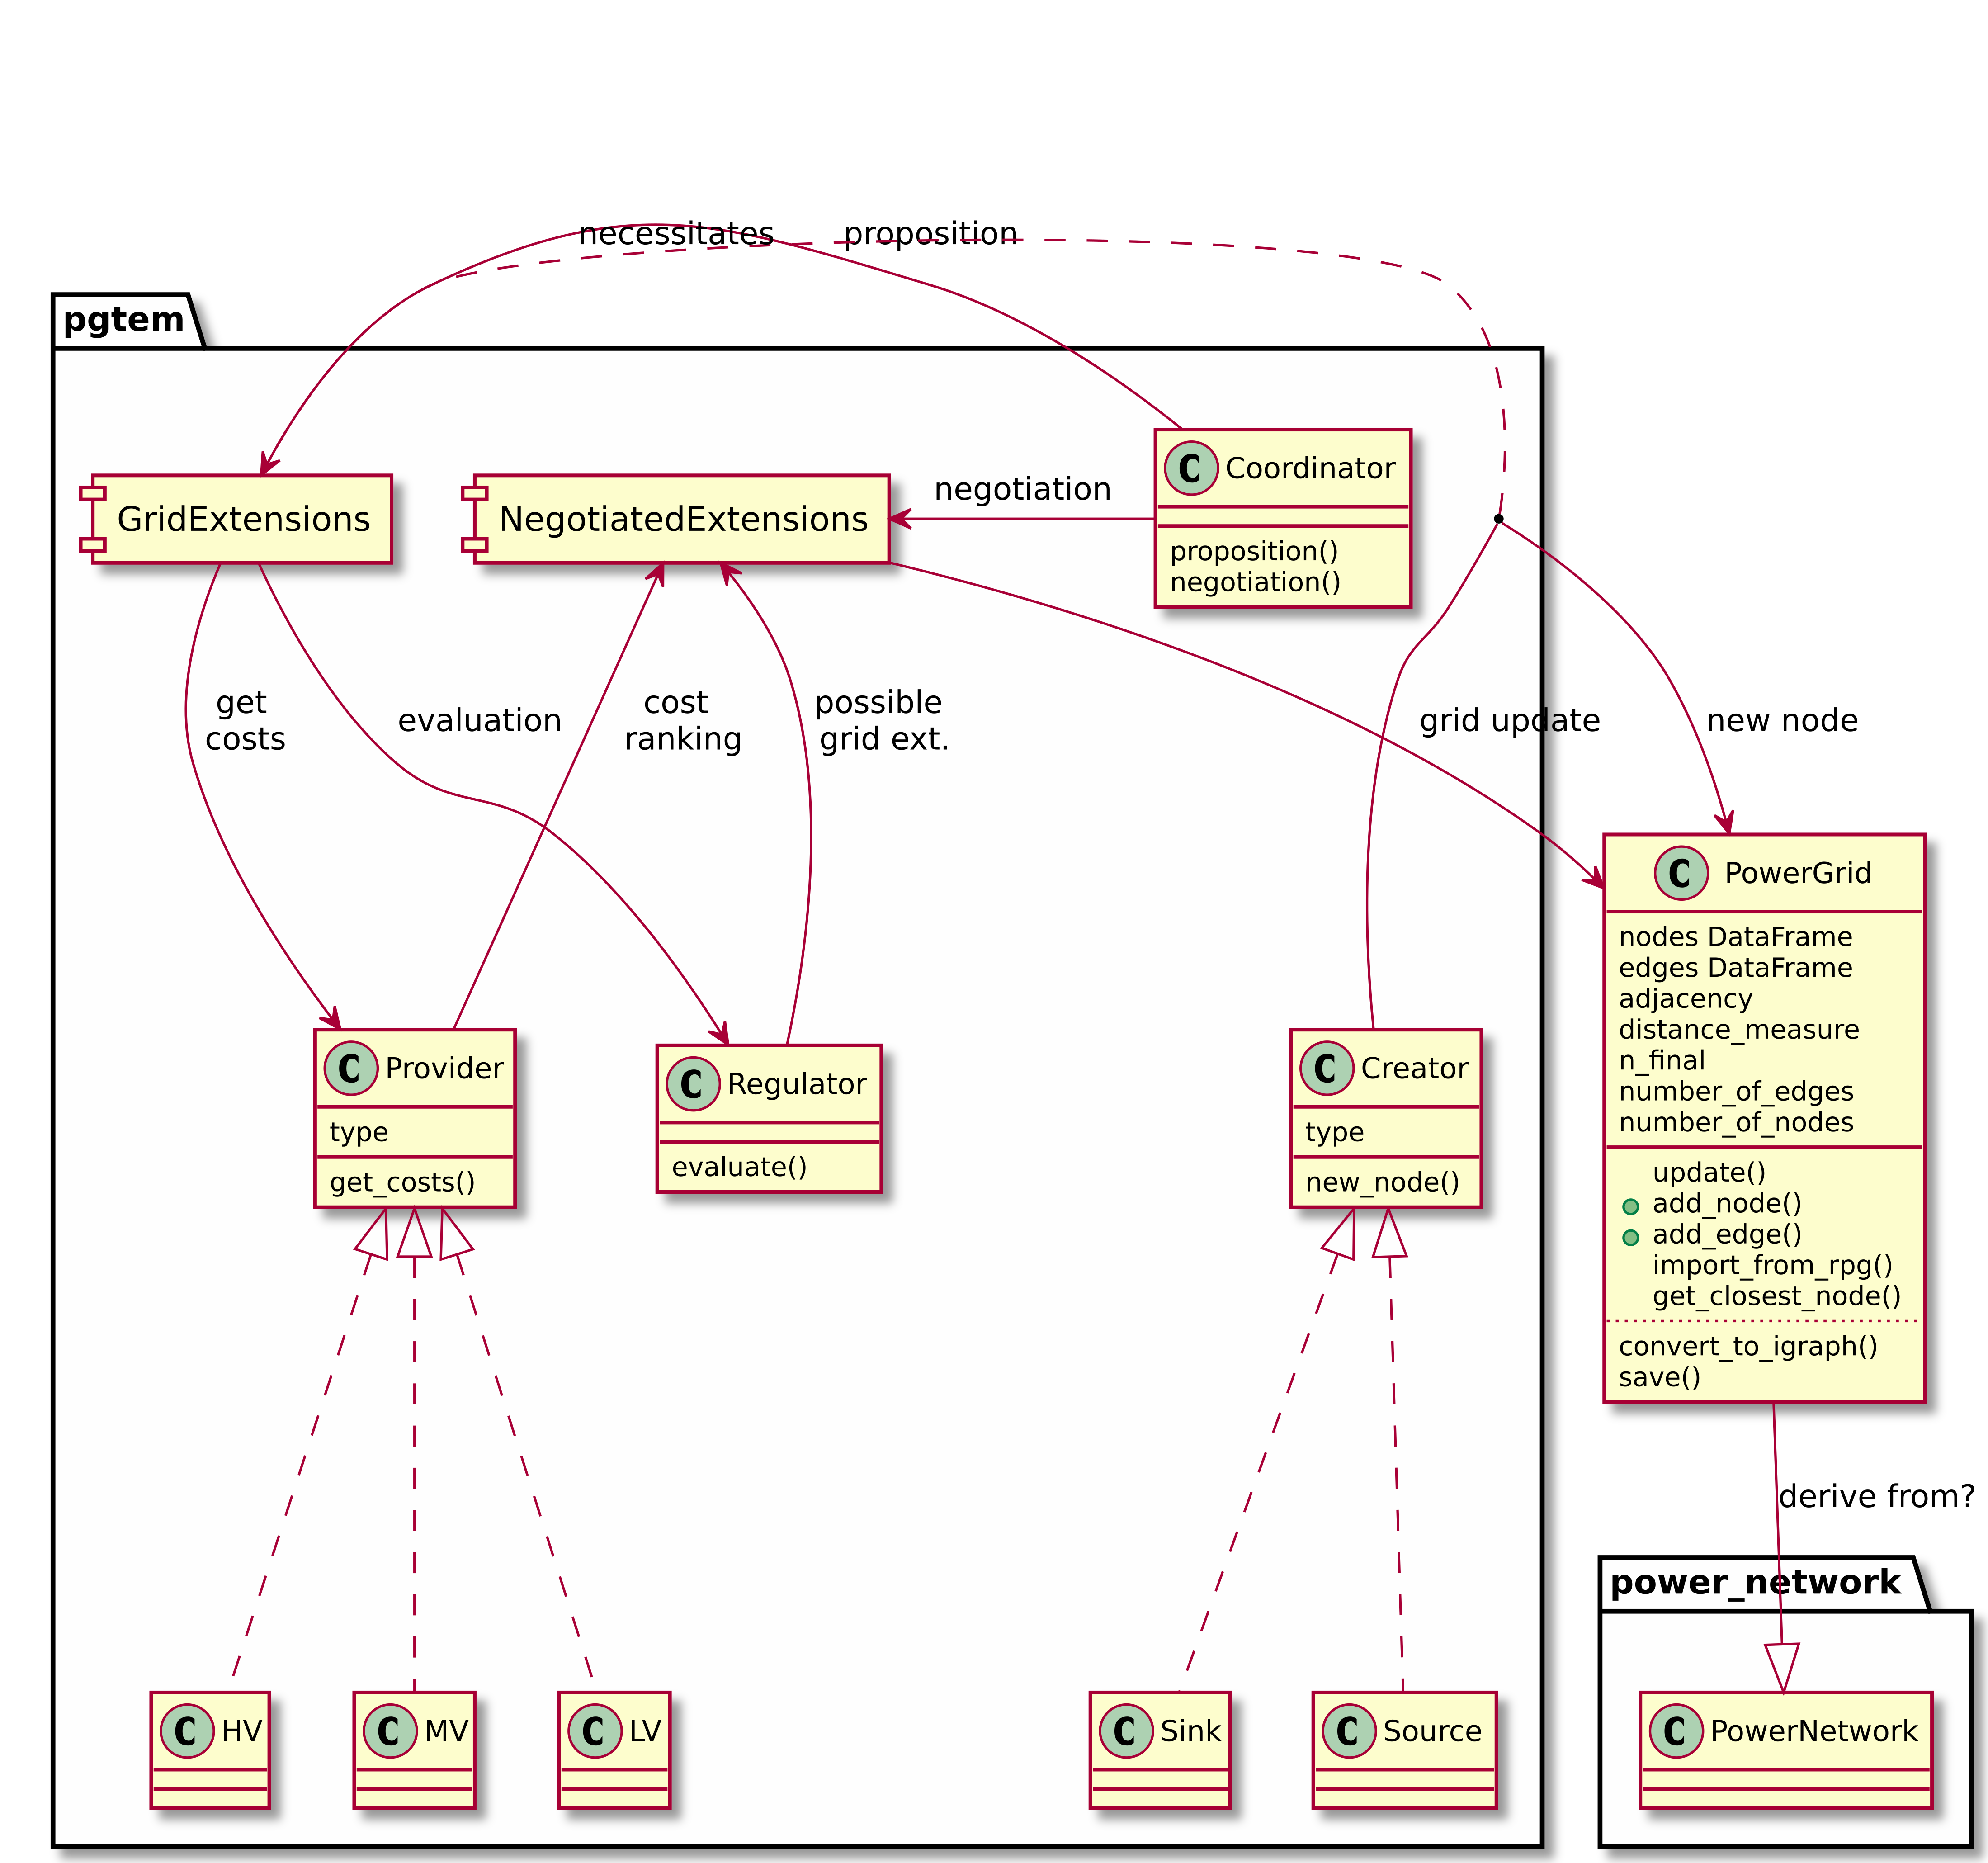 necessitates
proposition
pgtem
C Coordinator
proposition()
negotiation()
negotiation
GridExtensions
NegotiatedExtensions
get
costs
evaluation
cost
ranking
possible
grid ext.
grid update
new node
C PowerGrid
nodes DataFrame
edges DataFrame
adjacency
distance_measure
n_final
number_of_edges
number_of_nodes
update()
add_node()
add_edge()
import_from_rpg()
get_closest_node()
convert_to_igraph()
save()
C Provider
type
get_costs()
C Regulator
evaluate()
C Creator
type
new_node()
derive from?
power_network
C HV
C MV
C LV
C Sink
C Source
C PowerNetwork